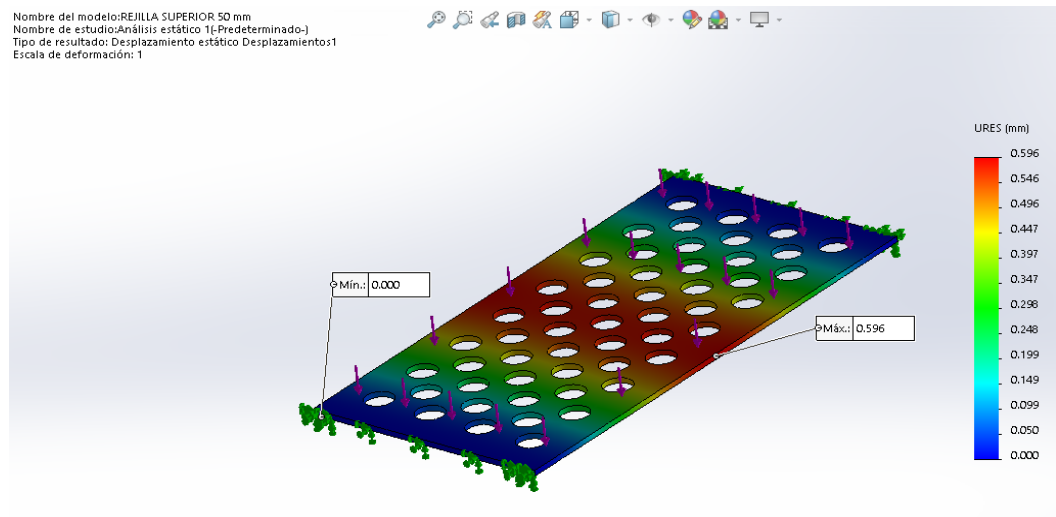 Nombre del modelo:REJILLA SUPERIOR 50 mm
Nombre de estudio:Análisis estático 1(-Predeterminado-)
Tipo de resultado: Desplazamiento estático Desplazamientos1
Escala de deformación: 1
URES (mm)
0.596
0.546
0.496
0.447
0.397
0.347
0.298
0.248
0.199
0.149
0.099
0.050
0.000
Mín.: 0.000
Máx.: 0.596